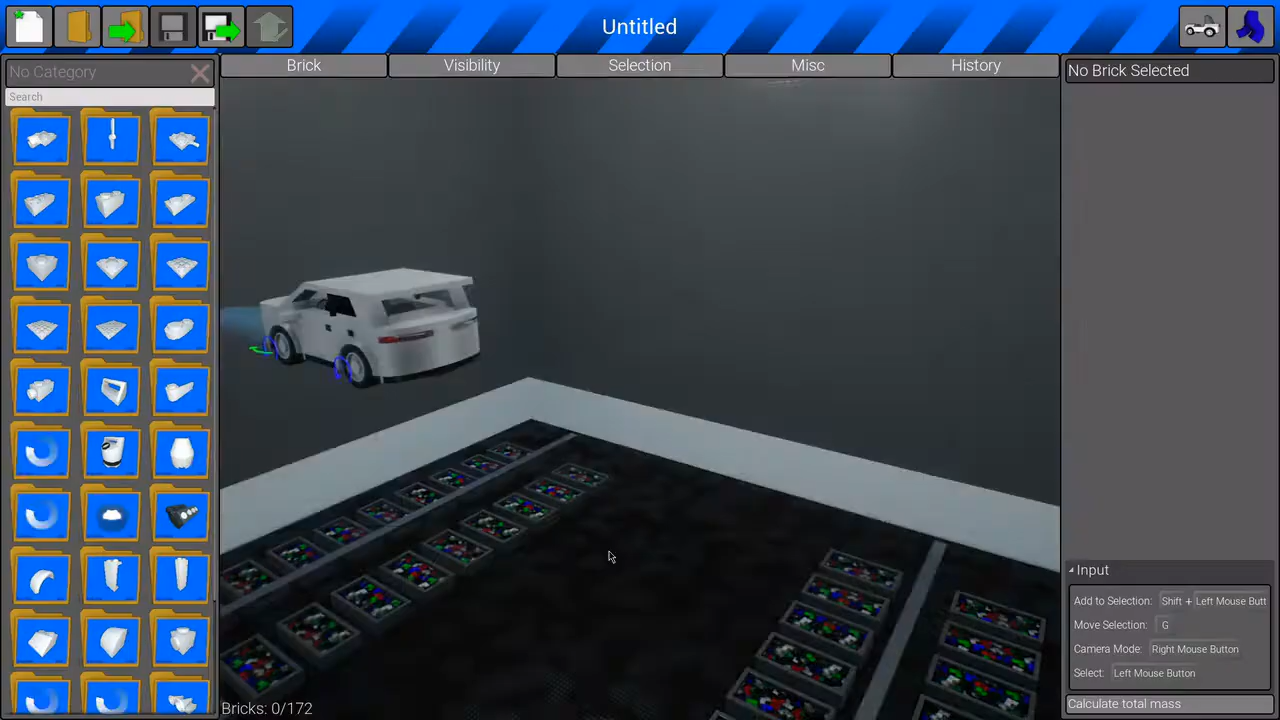 Untitled
No Category
Search
Brick
Visibility
Selection
Misc
History
No Brick Selected
Input
Add to Selection: Shift + Left Mouse Butt
Move Selection: G
Camera Mode: Right Mouse Button
Select: Left Mouse Button
Calculate total mass
Bricks: 0/172